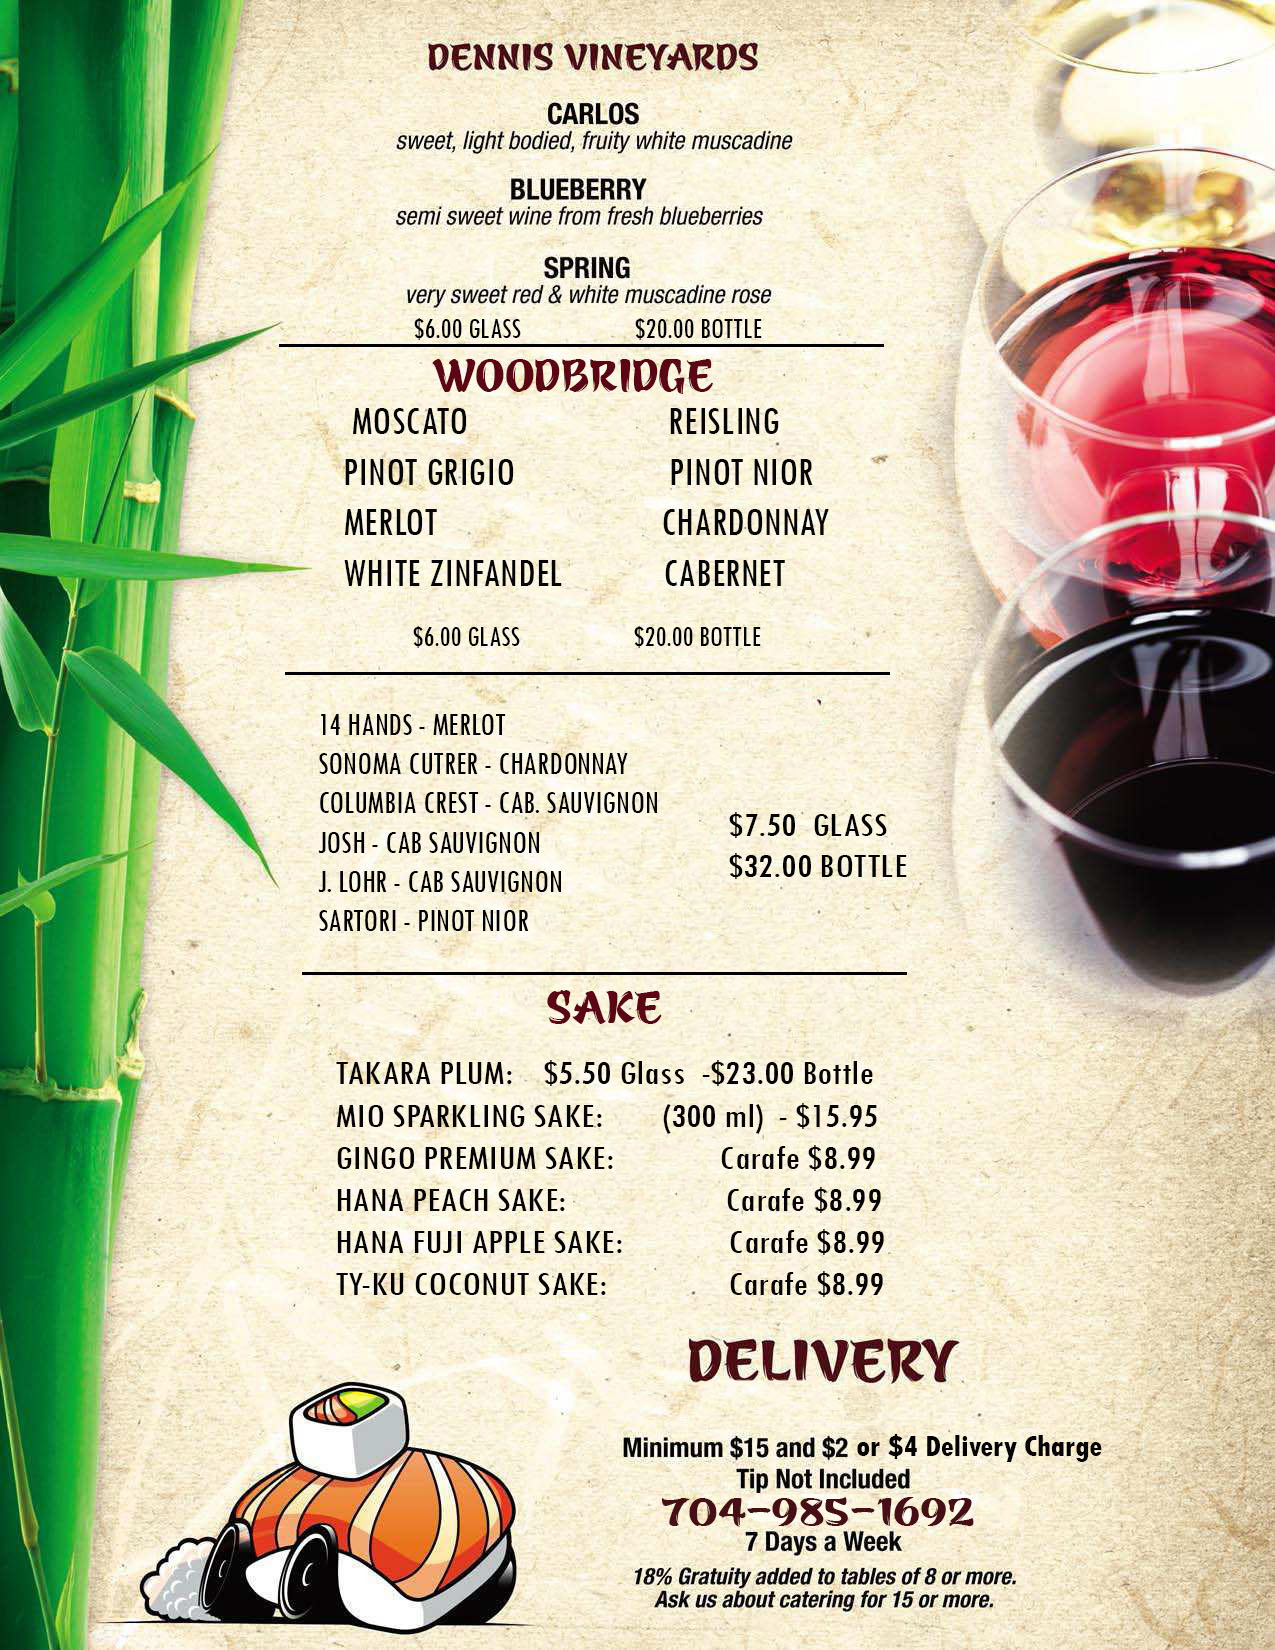 DENNIS VINEYARDS
CARLOS
sweet, light bodied, fruity white muscadine
BLUEBERRY
semi sweet wine from fresh blueberries
SPRING
very sweet red & white muscadine rose
$6.00 GLASS $20.00 BOTTLE
WOODBRIDGE
MOSCATO REISLING
PINOT GRIGIO PINOT NIOR
MERLOT CHARDONNAY
WHITE ZINFANDEL CABERNET
$6.00 GLASS $20.00 BOTTLE
14 HANDS - MERLOT
SONOMA CUTRER - CHARDONNAY
COLUMBIA CREST - CAB. SAUVIGNON
JOSH - CAB SAUVIGNON
J. LOHR - CAB SAUVIGNON
SARTORI - PINOT NIOR
$7.50 GLASS
$32.00 BOTTLE
SAKE
TAKARA PLUM: $5.50 Glass -$23.00 Bottle
MIO SPARKLING SAKE: (300 ml) - $15.95
GINGO PREMIUM SAKE: Carafe $8.99
HANA PEACH SAKE: Carafe $8.99
HANA FUJI APPLE SAKE: Carafe $8.99
TY-KU COCONUT SAKE: Carafe $8.99
DELIVERY
Minimum $15 and $2 or $4 Delivery Charge
Tip Not Included
704-985-1692
7 Days a Week
18% Gratuity added to tables of 8 or more.
Ask us about catering for 15 or more.